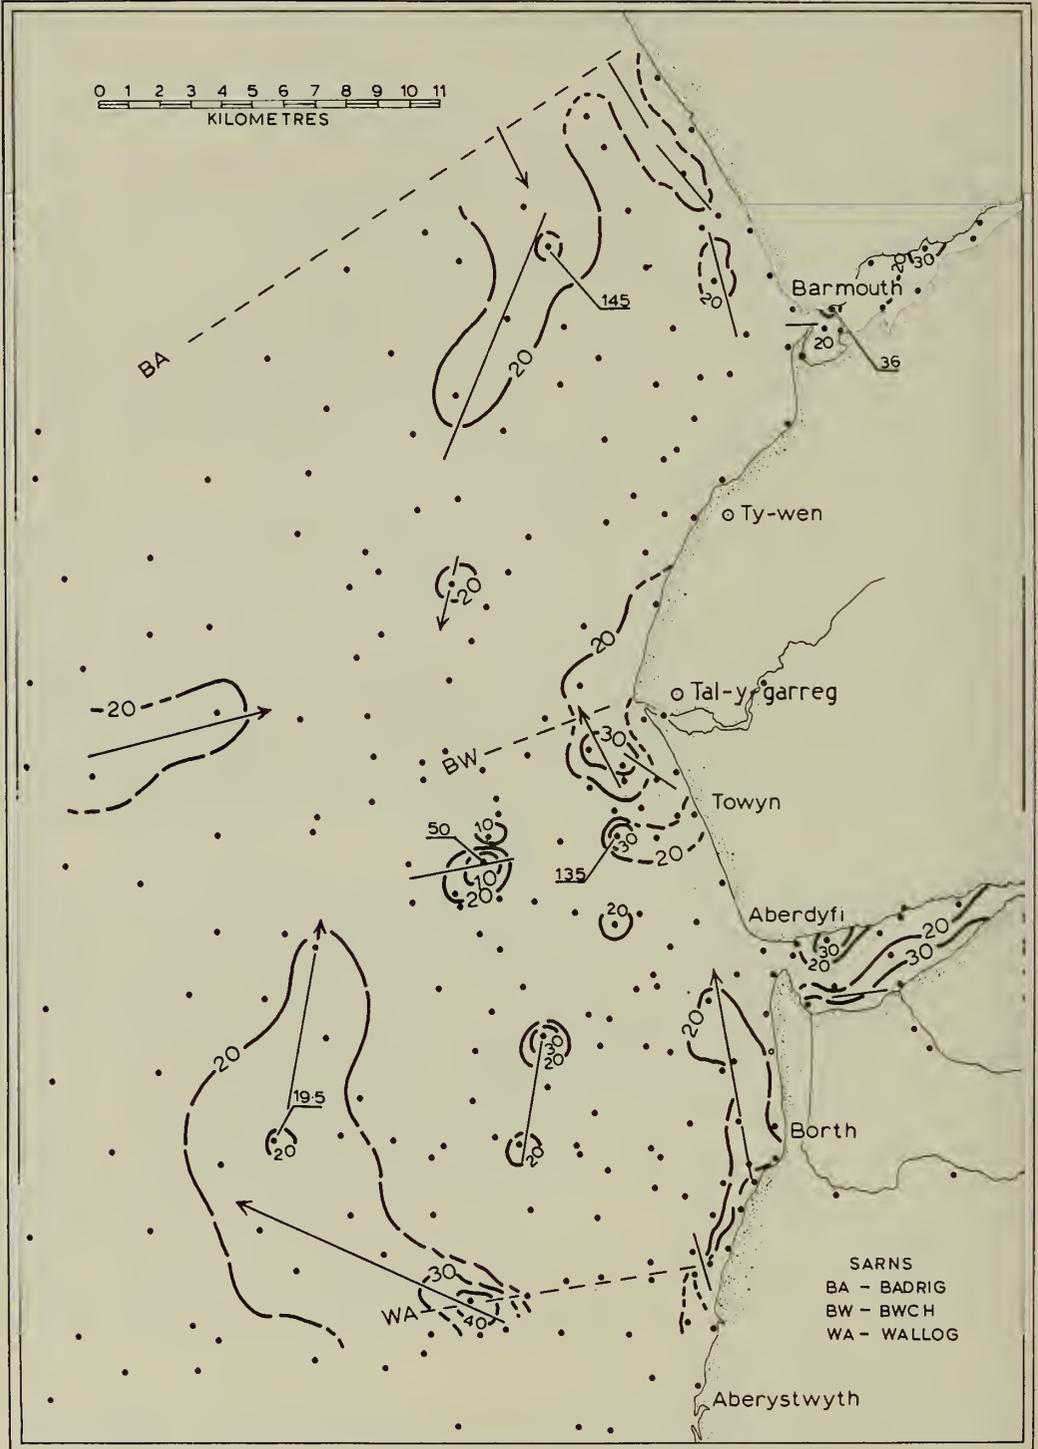 0 1 2 3 4 5 6 7 8 9 10 11
KILOMETRES
BA
145
20
20
20
30
Barmouth
20
36
Ty-wen
-20
20
Tal-y-garreg
-20
30
BW
Towyn
50
10
10
20
30
135
20
20
Aberdyfi
30
20
20
30
20
20
30
20
19·5
20
20
Borth
30
WA
40
SARNS
BA – BADRIG
BW – BWCH
WA – WALLOG
Aberystwyth